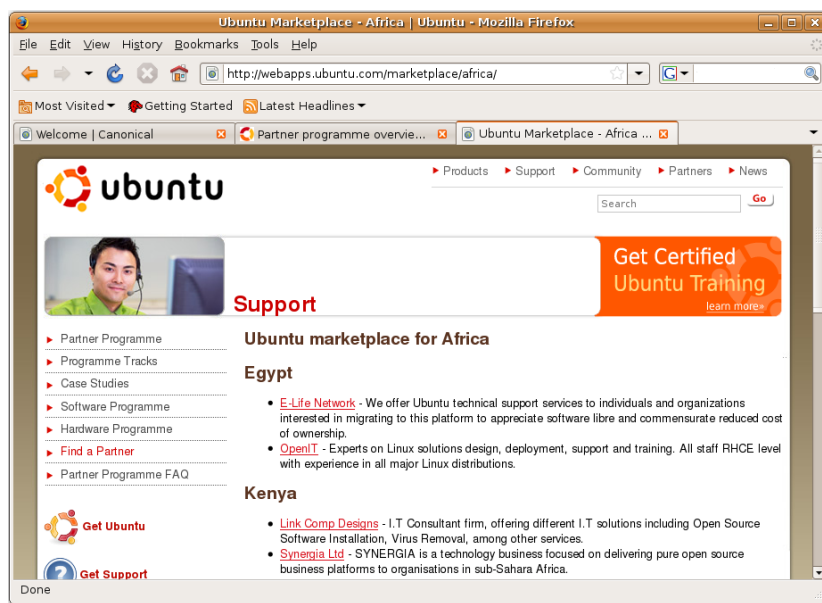 Ubuntu Marketplace - Africa | Ubuntu - Mozilla Firefox
File Edit View History Bookmarks Tools Help
http://webapps.ubuntu.com/marketplace/africa/
G
Most Visited Getting Started Latest Headlines
Welcome | Canonical Partner programme overvie... Ubuntu Marketplace - Africa ...
ubuntu
Products Support Community Partners News
Search Go
Support
Get Certified
Ubuntu Training
learn more»
Partner Programme
Programme Tracks
Case Studies
Software Programme
Hardware Programme
Find a Partner
Partner Programme FAQ
Get Ubuntu
? Get Support
Ubuntu marketplace for Africa
Egypt
• E-Life Network - We offer Ubuntu technical support services to individuals and organizations
interested in migrating to this platform to appreciate software libre and commensurate reduced cost
of ownership.
• OpenIT - Experts on Linux solutions design, deployment, support and training. All staff RHCE level
with experience in all major Linux distributions.
Kenya
• Link Comp Designs - I.T Consultant firm, offering different I.T solutions including Open Source
Software Installation, Virus Removal, among other services.
• Synergia Ltd - SYNERGIA is a technology business focused on delivering pure open source
business platforms to organisations in sub-Sahara Africa.
Done